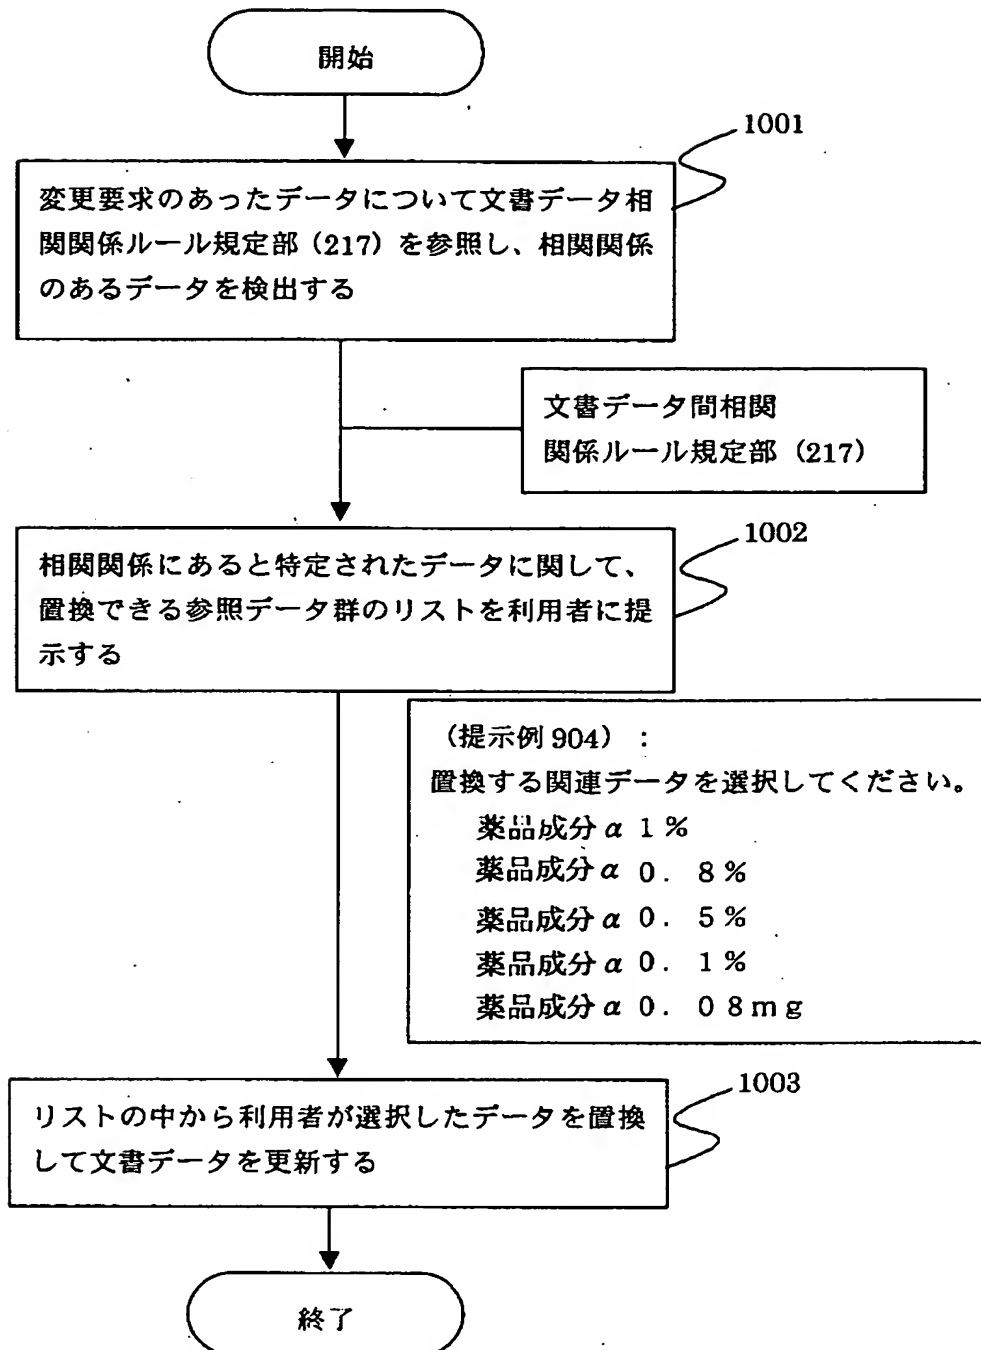 開始
1001
変更要求のあったデータについて文書データ相
関関係ルール規定部（217）を参照し、相関関係
のあるデータを検出する
文書データ間相関
関係ルール規定部（217）
1002
相関関係にあると特定されたデータに関して、
置換できる参照データ群のリストを利用者に提
示する
（提示例 904）：
置換する関連データを選択してください。
薬品成分α 1％
薬品成分α 0．8％
薬品成分α 0．5％
薬品成分α 0．1％
薬品成分α 0．08mg
1003
リストの中から利用者が選択したデータを置換
して文書データを更新する
終了